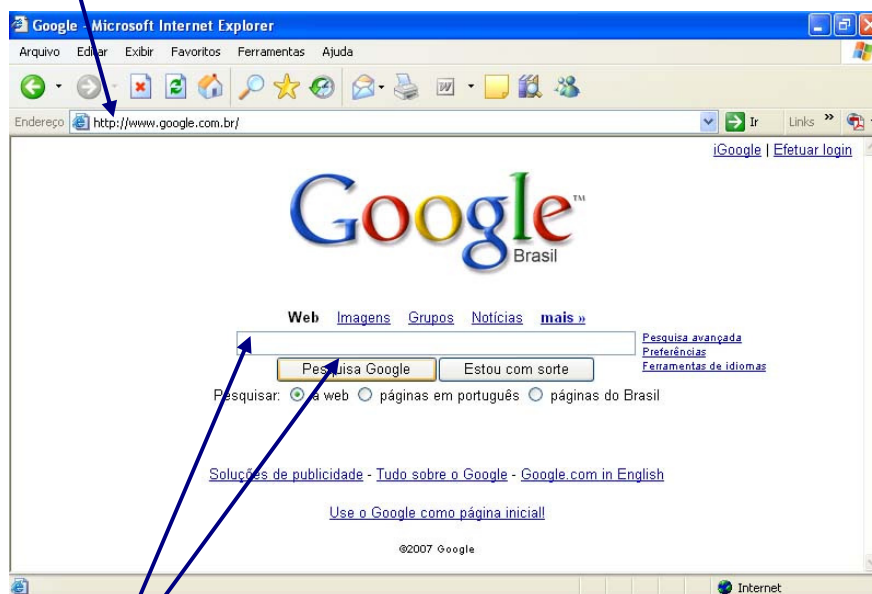 Google - Microsoft Internet Explorer
Arquivo Editar Exibir Favoritos Ferramentas Ajuda
Endereço http://www.google.com.br/ Ir Links »
iGoogle | Efetuar login
Google™
Brasil
Web Imagens Grupos Notícias mais »
Pesquisa avançada
Preferências
Ferramentas de idiomas
Pesquisa Google Estou com sorte
Pesquisar: a web páginas em português páginas do Brasil
Soluções de publicidade - Tudo sobre o Google - Google.com in English
Use o Google como página inicial!
©2007 Google
Internet